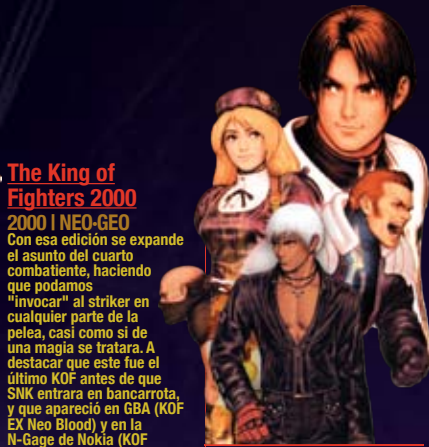 The King of
Fighters 2000
2000 | NEO•GEO
Con esa edición se expande
el asunto del cuarto
combatiente, haciendo
que podamos
"invocar" al striker en
cualquier parte de la
pelea, casi como si de
una magia se tratara. A
destacar que este fue el
último KOF antes de que
SNK entrara en bancarrota,
y que apareció en GBA (KOF
EX Neo Blood) y en la
N-Gage de Nokia (KOF